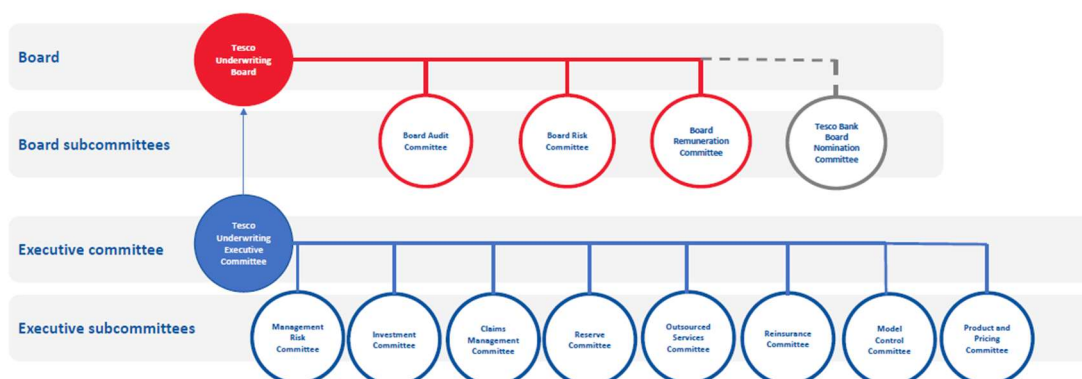 Board
Tesco
Underwriting
Board
Board subcommittees
Board Audit
Committee
Board Risk
Committee
Board
Remuneration
Committee
Tesco Bank
Board
Nomination
Committee
Executive committee
Tesco
Underwriting
Executive
Committee
Executive subcommittees
Management
Risk
Committee
Investment
Committee
Claims
Management
Committee
Reserve
Committee
Outsourced
Services
Committee
Reinsurance
Committee
Model
Control
Committee
Product and
Pricing
Committee